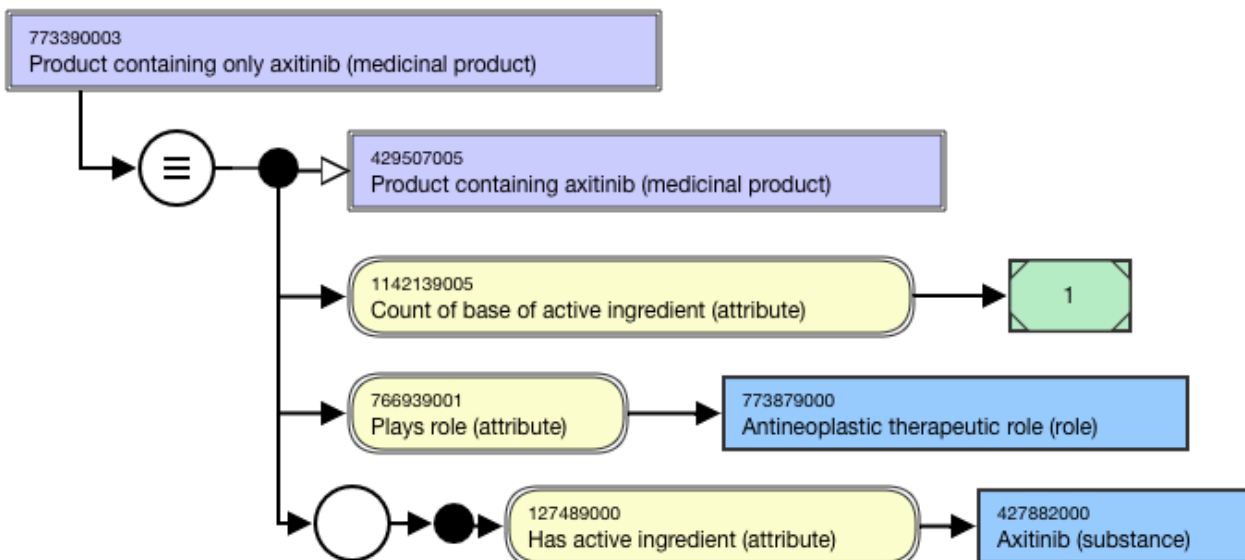 773390003
Product containing only axitinib (medicinal product)
429507005
Product containing axitinib (medicinal product)
1142139005
Count of base of active ingredient (attribute)
1
766939001
Plays role (attribute)
773879000
Antineoplastic therapeutic role (role)
127489000
Has active ingredient (attribute)
427882000
Axitinib (substance)